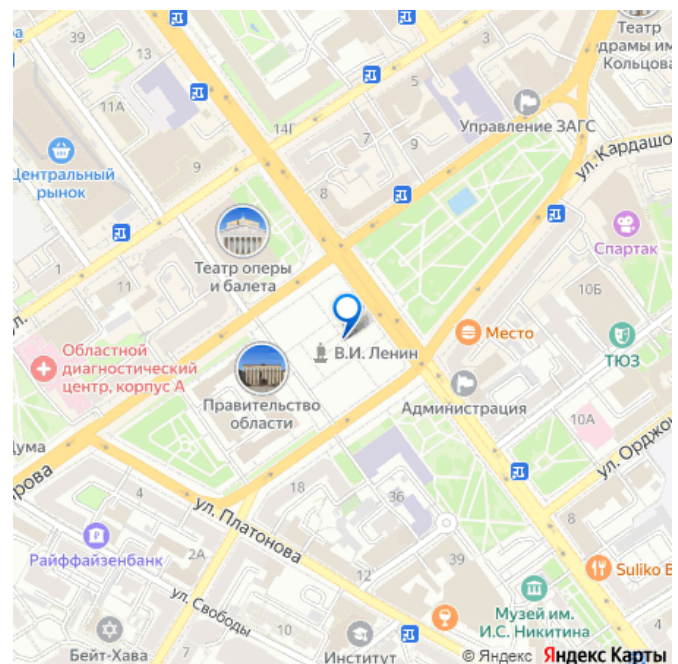 39
13
3
Театр
драмы им
Кольцова
5
11А
14Г
7
9
Управление ЗАГС
ул. Кардашо
Центральный
рынок
9
8
Спартак
1
11
Театр оперы
и балета
10Б
Место
ТЮЗ
В.И. Ленин
Областной
диагностический
центр, корпус А
Правительство
области
Администрация
10А
ул. Орджо
Дума
4
18
36
ул. Платонова
8
Райффайзенбанк
2А
39
12
Suliko
ул. Свободы
Музей им.
И.С. Никитина
4
Бейт-Хава
10
Институт
© Яндекс Яндекс Карты